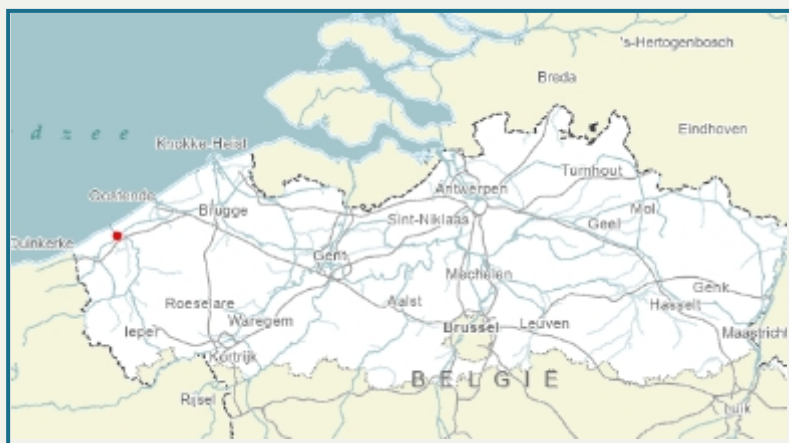 's-Hertogenbosch
Breda
Eindhoven
d z e e
Knokke-Heist
Turnhout
Antwerpen
Oostende
Mol
Brugge
Sint-Niklaas
Geel
Duinkerke
Gent
Mechelen
Genk
Roeselare
Aalst
Hasselt
Waregem
Brussel
Leuven
Ieper
Maastricht
Kortrijk
BELGIË
Rijsel
Luik